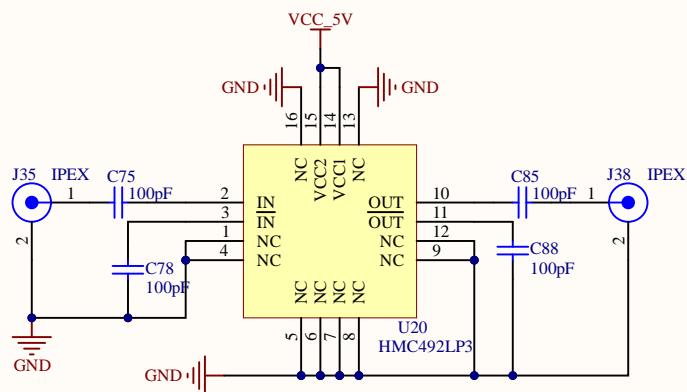 VCC_5V
GND
GND
16
15
14
13
NC
VCC2
VCC1
NC
J35
IPEX
C75
C85
J38
IPEX
1
100pF
2
IN
OUT
10
100pF
1
3
IN
OUT
11
2
1
NC
NC
12
2
4
NC
NC
9
C78
100pF
C88
100pF
NC
NC
NC
NC
5
6
7
8
U20
HMC492LP3
GND
GND